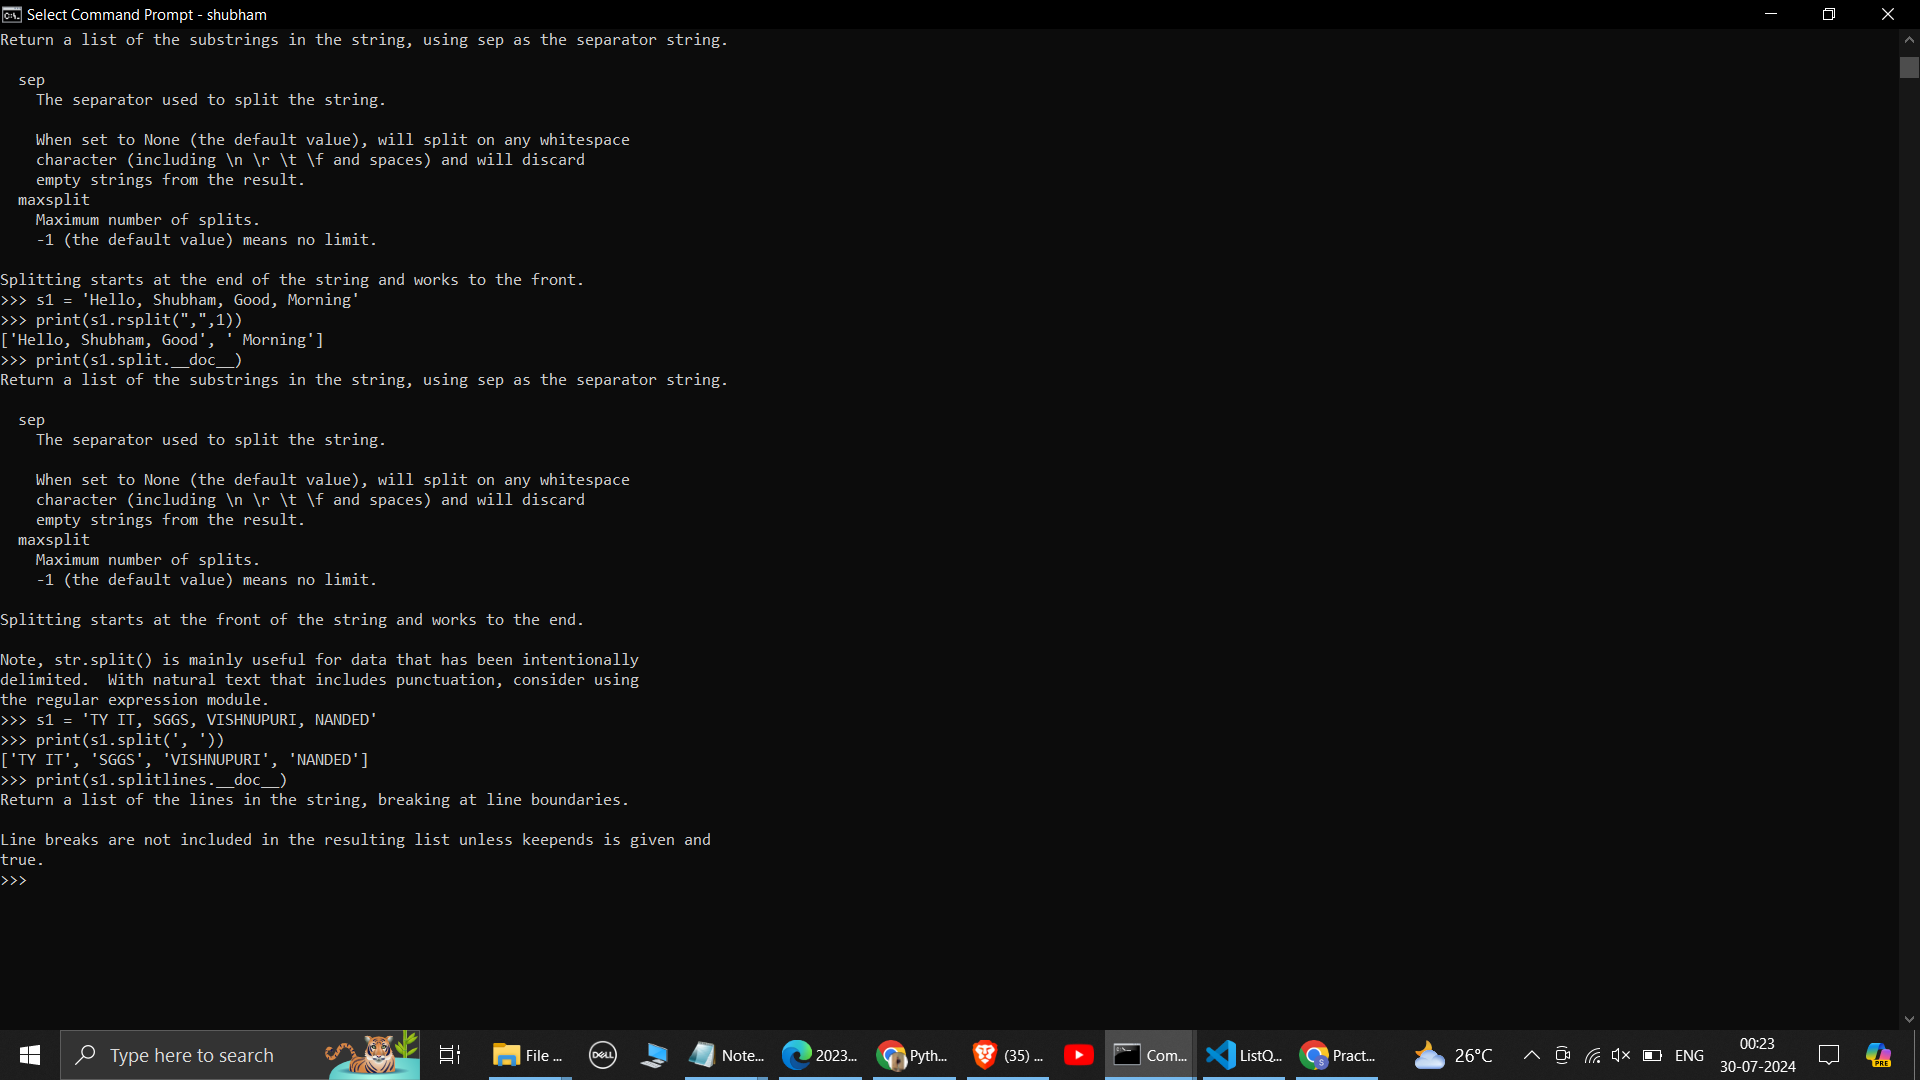 Select Command Prompt - shubham
Return a list of the substrings in the string, using sep as the separator string.
sep
The separator used to split the string.
When set to None (the default value), will split on any whitespace
character (including \n \r \t \f and spaces) and will discard
empty strings from the result.
maxsplit
Maximum number of splits.
-1 (the default value) means no limit.
Splitting starts at the end of the string and works to the front.
>>> s1 = 'Hello, Shubham, Good, Morning'
>>> print(s1.rsplit(",",1))
['Hello, Shubham, Good', ' Morning']
>>> print(s1.split.__doc__)
Return a list of the substrings in the string, using sep as the separator string.
sep
The separator used to split the string.
When set to None (the default value), will split on any whitespace
character (including \n \r \t \f and spaces) and will discard
empty strings from the result.
maxsplit
Maximum number of splits.
-1 (the default value) means no limit.
Splitting starts at the front of the string and works to the end.
Note, str.split() is mainly useful for data that has been intentionally
delimited.  With natural text that includes punctuation, consider using
the regular expression module.
>>> s1 = 'TY IT, SGGS, VISHNUPURI, NANDED'
>>> print(s1.split(', '))
['TY IT', 'SGGS', 'VISHNUPURI', 'NANDED']
>>> print(s1.splitlines.__doc__)
Return a list of the lines in the string, breaking at line boundaries.
Line breaks are not included in the resulting list unless keepends is given and
true.
>>>
Type here to search File ... DELL Note... 2023... Pyth... (35) ... Com... ListQ... Pract... 26°C ENG 00:23 PRE
30-07-2024